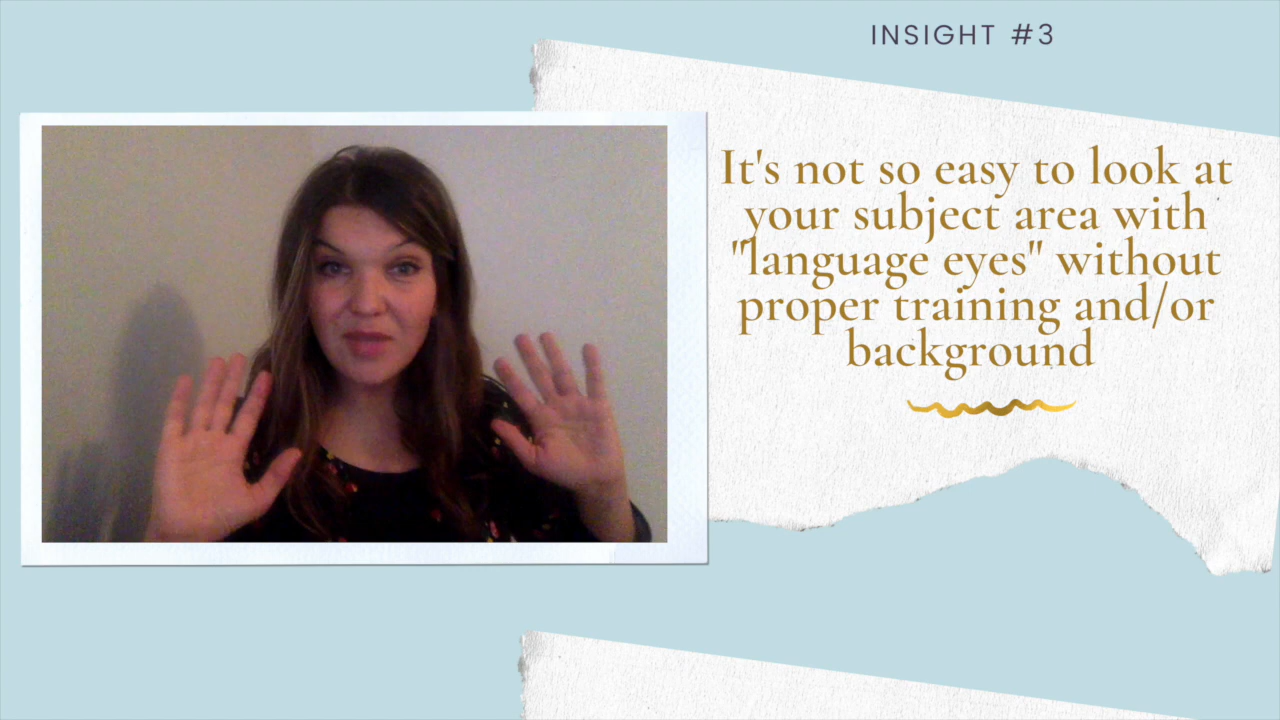 INSIGHT #3
It's not so easy to look at
your subject area with
"language eyes" without
proper training and/or
background